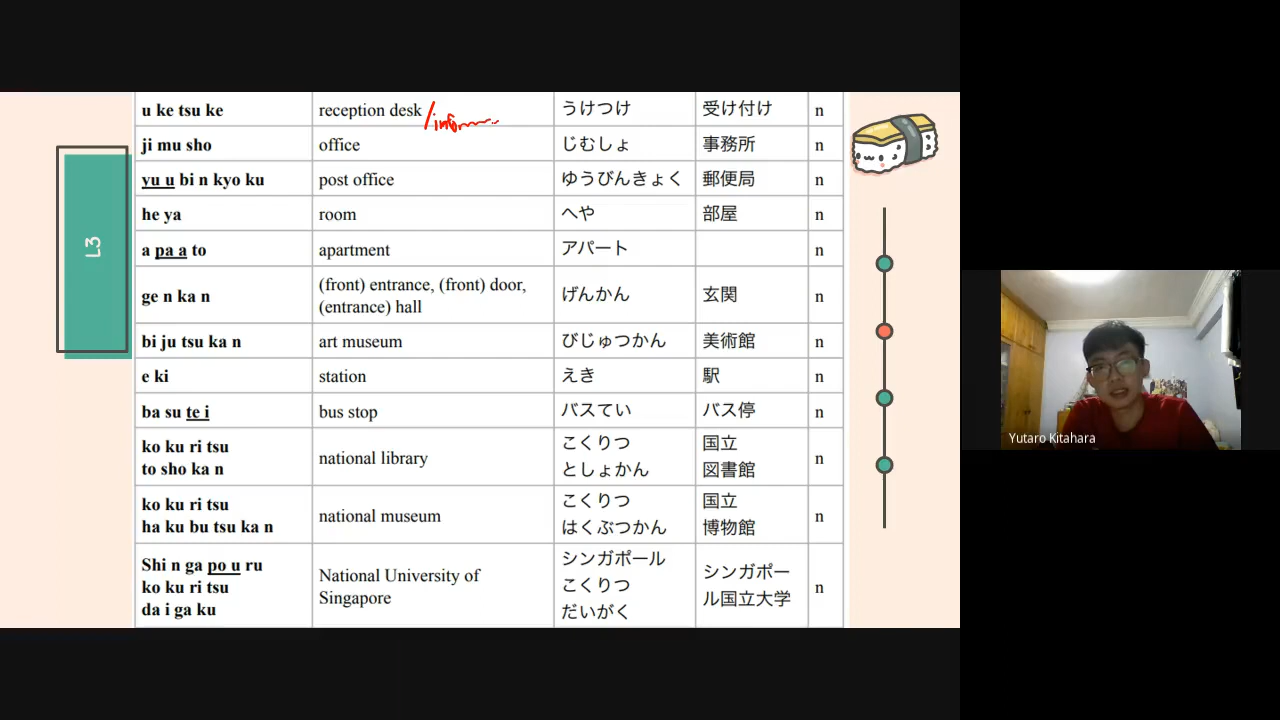 u ke tsu ke reception desk / うけつけ 受け付け n
ji mu sho office じむしょ 事務所 n
yu u bi n kyo ku post office ゆうびんきょく 郵便局 n
he ya room へや 部屋 n
a pa a to apartment アパート n
ge n ka n (front) entrance, (front) door, げんかん 玄関 n
(entrance) hall
bi ju tsu ka n art museum びじゅつかん 美術館 n
e ki station えき 駅 n
ba su te i bus stop バスてい バス停 n
ko ku ri tsu national library こくりつ 国立 n
to sho ka n としょかん 図書館
ko ku ri tsu national museum こくりつ 国立 n
ha ku bu tsu ka n はくぶつかん 博物館
Shi n ga po u ru National University of シンガポール シンガポー n
ko ku ri tsu Singapore こくりつ ル国立大学
da i ga ku だいがく
L3
Yutaro Kitahara